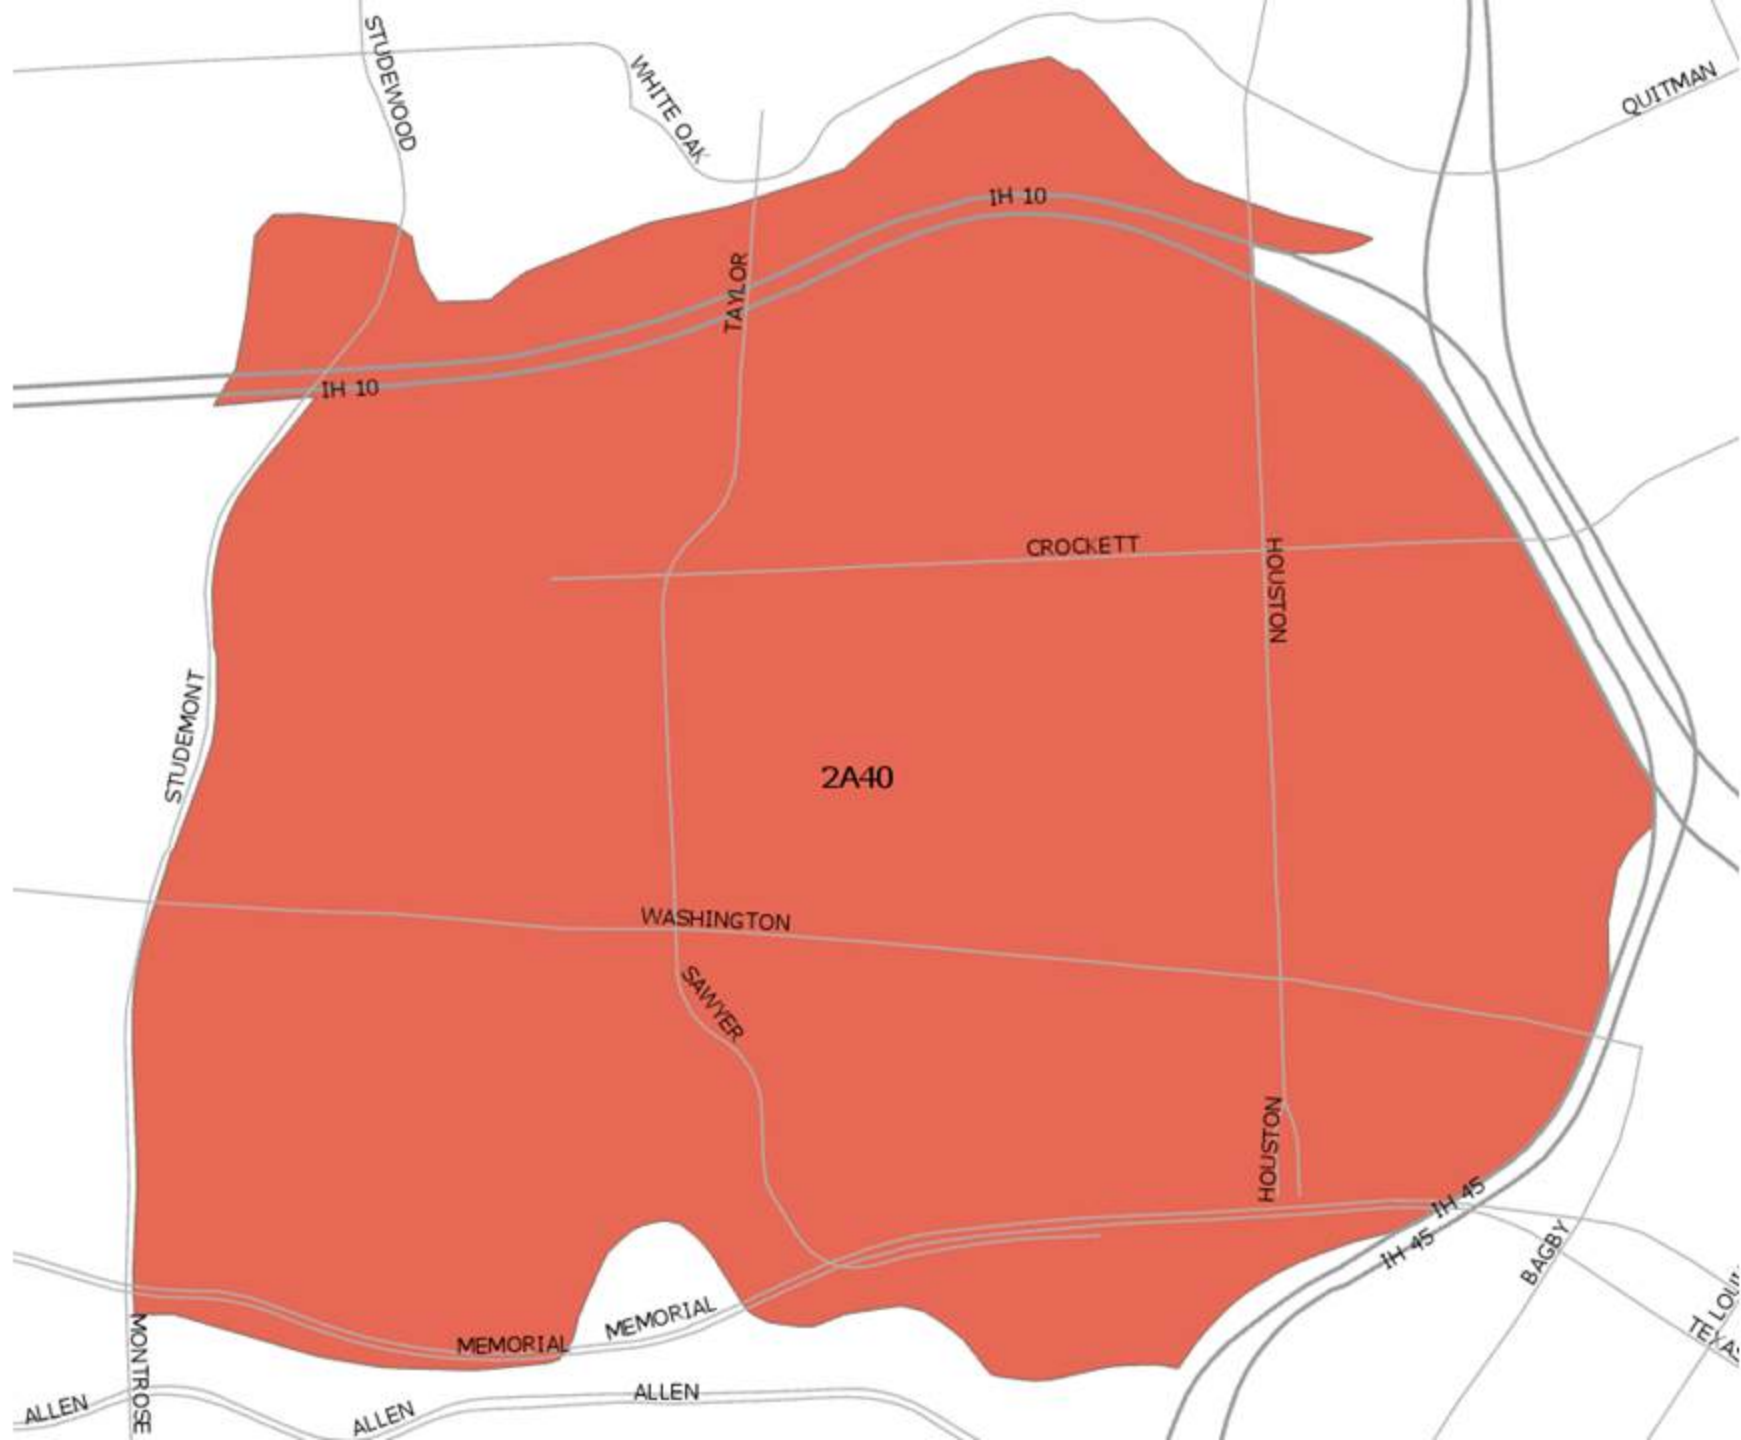 STUDEWOOD
WHITE OAK
QUITMAN
IH 10
TAYLOR
IH 10
CROCKETT
HOUSTON
STUDEMONT
2A40
WASHINGTON
SAWYER
HOUSTON
IH 45
IH 45
BAGBY
MEMORIAL
MEMORIAL
MONTROSE
ALLEN
ALLEN
ALLEN